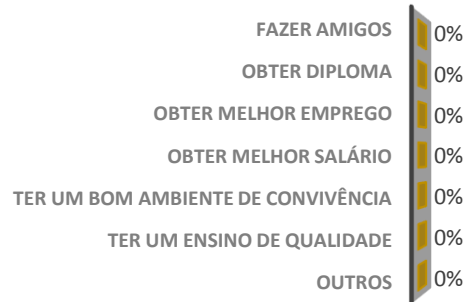 FAZER AMIGOS 0%
OBTER DIPLOMA 0%
OBTER MELHOR EMPREGO 0%
OBTER MELHOR SALÁRIO 0%
TER UM BOM AMBIENTE DE CONVIVÊNCIA 0%
TER UM ENSINO DE QUALIDADE 0%
OUTROS 0%